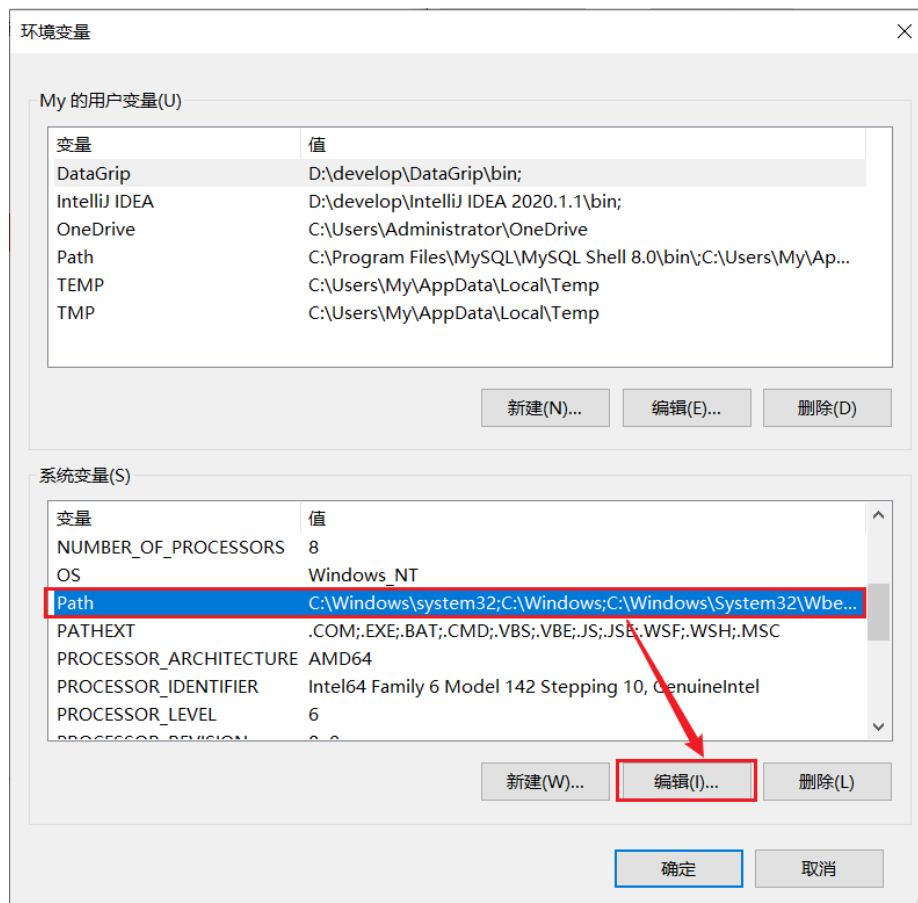 环境变量
My 的用户变量(U)
变量 值
DataGrip D:\develop\DataGrip\bin;
IntelliJ IDEA D:\develop\IntelliJ IDEA 2020.1.1\bin;
OneDrive C:\Users\Administrator\OneDrive
Path C:\Program Files\MySQL\MySQL Shell 8.0\bin\;C:\Users\My\Ap...
TEMP C:\Users\My\AppData\Local\Temp
TMP C:\Users\My\AppData\Local\Temp
新建(N)... 编辑(E)... 删除(D)
系统变量(S)
变量 值
NUMBER_OF_PROCESSORS 8
OS Windows_NT
Path C:\Windows\system32;C:\Windows;C:\Windows\System32\Wbe...
PATHEXT .COM;.EXE;.BAT;.CMD;.VBS;.VBE;.JS;.JSE;.WSF;.WSH;.MSC
PROCESSOR_ARCHITECTURE AMD64
PROCESSOR_IDENTIFIER Intel64 Family 6 Model 142 Stepping 10, GenuineIntel
PROCESSOR_LEVEL 6
PROCESSOR_REVISION
新建(W)... 编辑(I)... 删除(L)
确定 取消